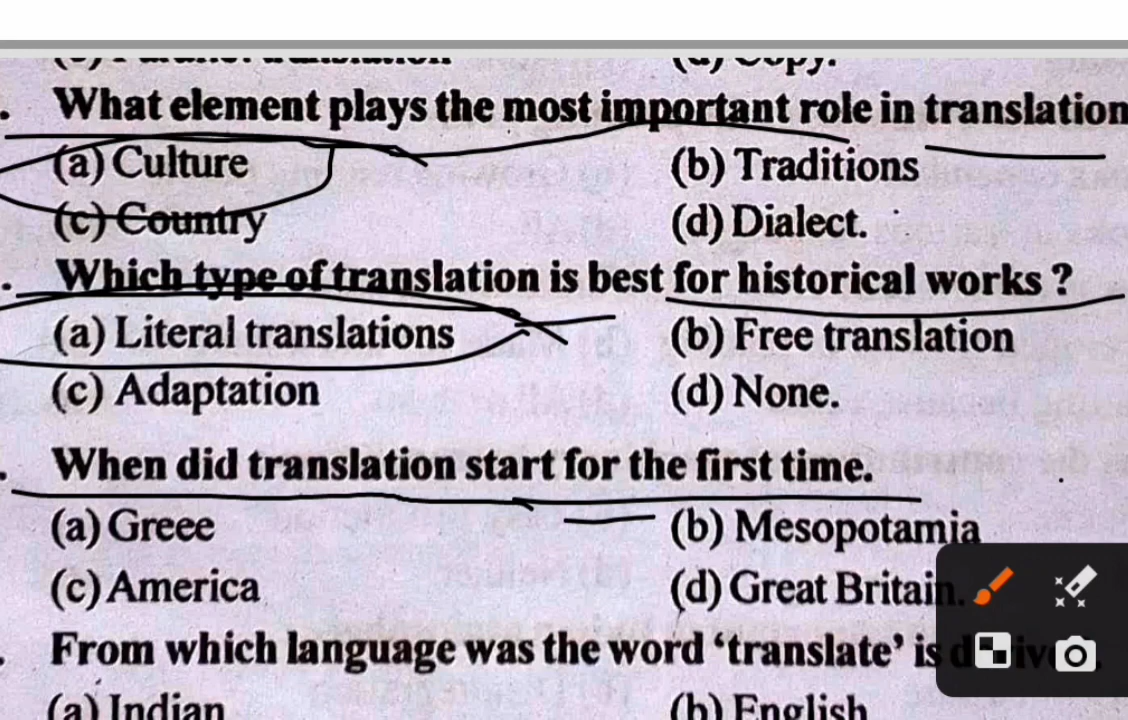 What element plays the most important role in translation
(a) Culture (b) Traditions
(c) Country (d) Dialect.
Which type of translation is best for historical works ?
(a) Literal translations (b) Free translation
(c) Adaptation (d) None.
When did translation start for the first time.
(a) Greee (b) Mesopotamia
(c) America (d) Great Britain.
From which language was the word ‘translate’ is
(a) Indian (b) English